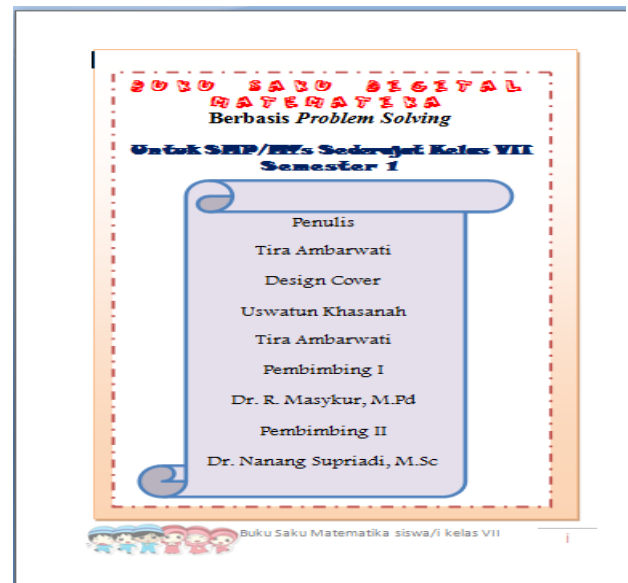 BUKU SAKU DIGITAL
MATEMATIKA
Berbasis Problem Solving
Untuk SMP/MTs Sederajat Kelas VII
Semester 1
Penulis
Tira Ambarwati
Design Cover
Uswatun Khasanah
Tira Ambarwati
Pembimbing I
Dr. R. Masykur, M.Pd
Pembimbing II
Dr. Nanang Supriadi, M.Sc
Buku Saku Matematika siswa/i kelas VII
i